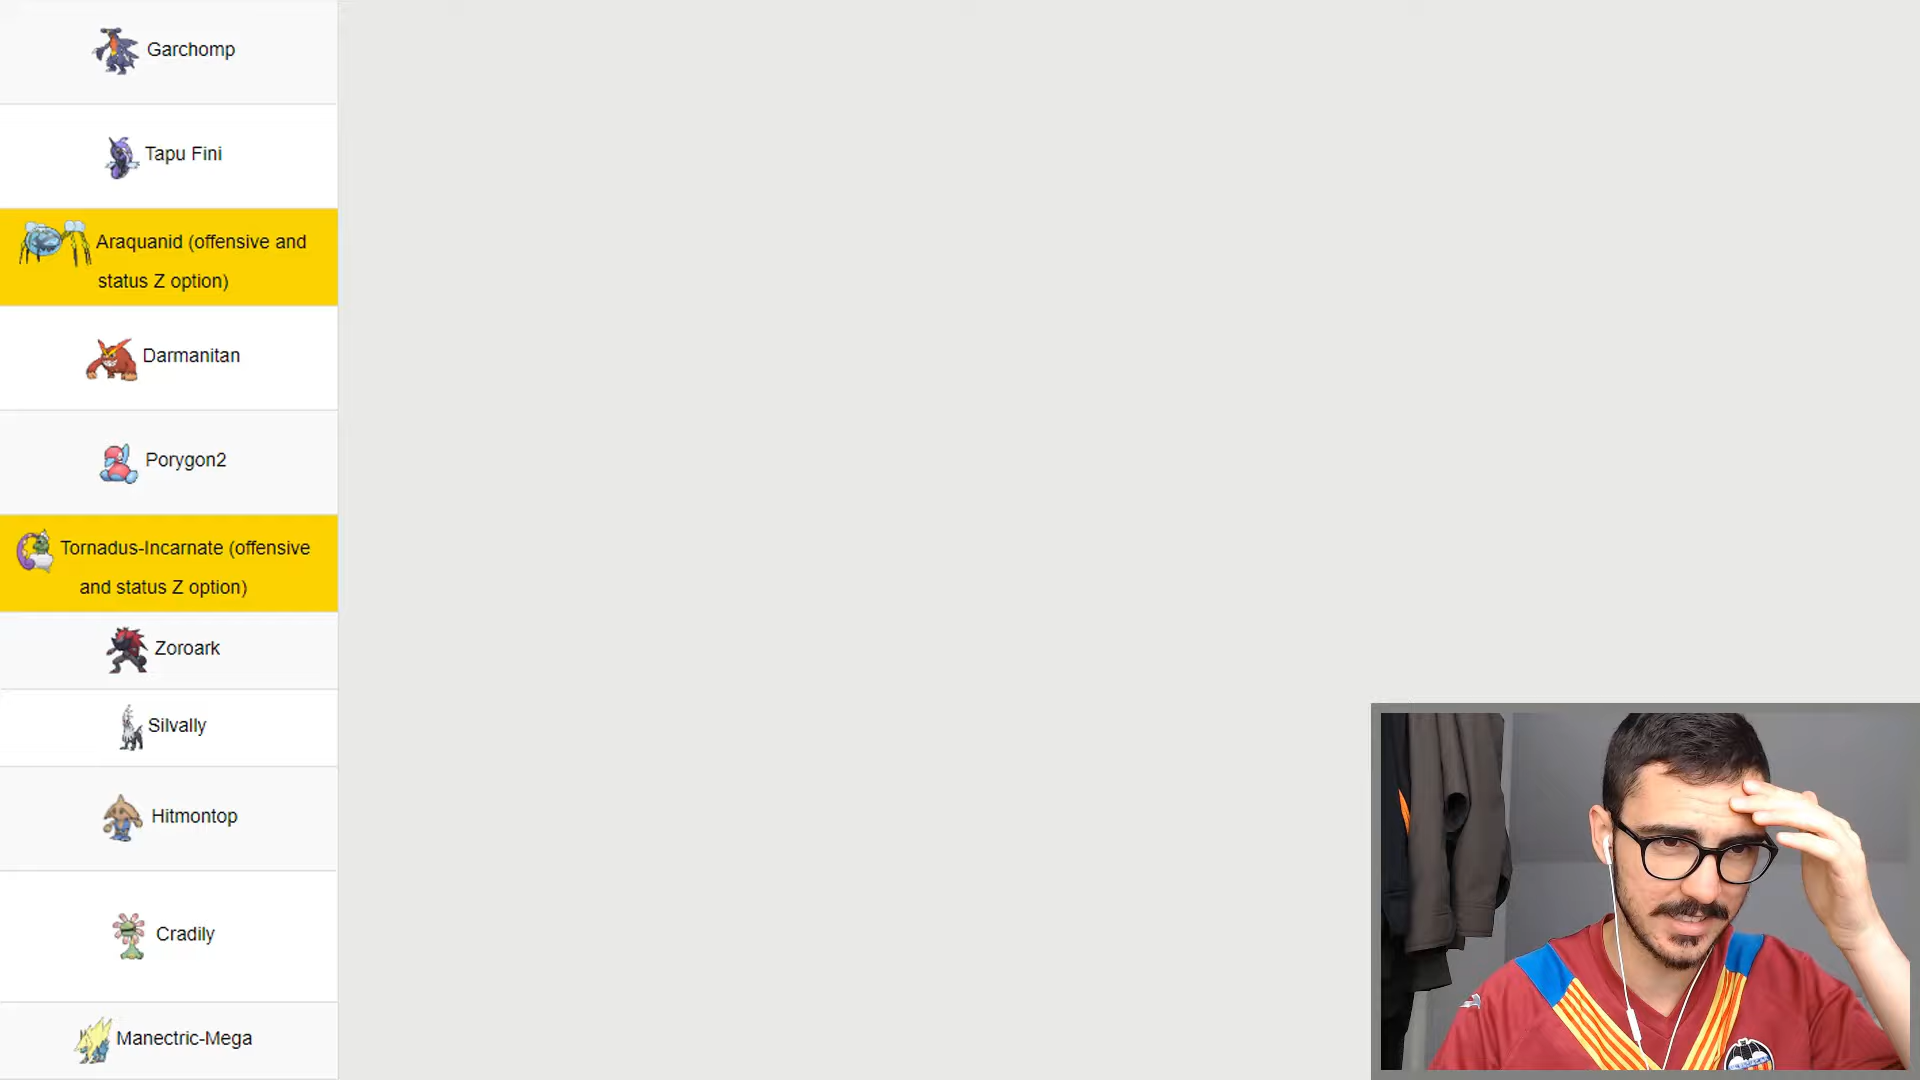 Garchomp
Tapu Fini
Araquanid (offensive and
status Z option)
Darmanitan
Porygon2
Tornadus-Incarnate (offensive
and status Z option)
Zoroark
Silvally
Hitmontop
Cradily
Manectric-Mega